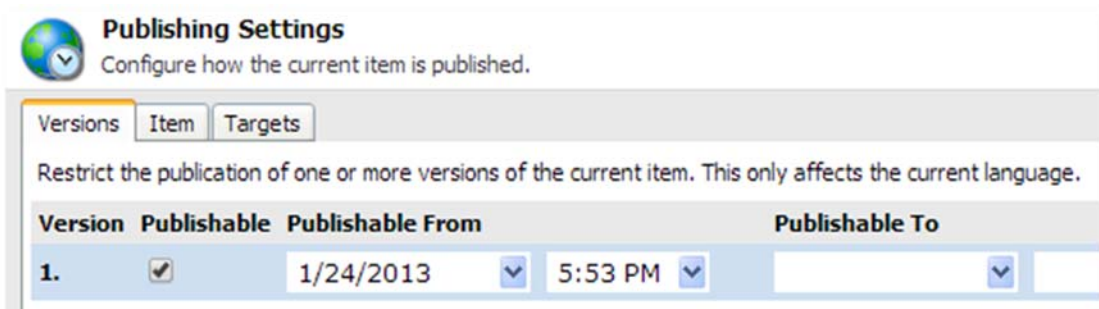 Publishing Settings
Configure how the current item is published.
Versions Item Targets
Restrict the publication of one or more versions of the current item. This only affects the current language.
Version Publishable Publishable From Publishable To
1. 1/24/2013 5:53 PM